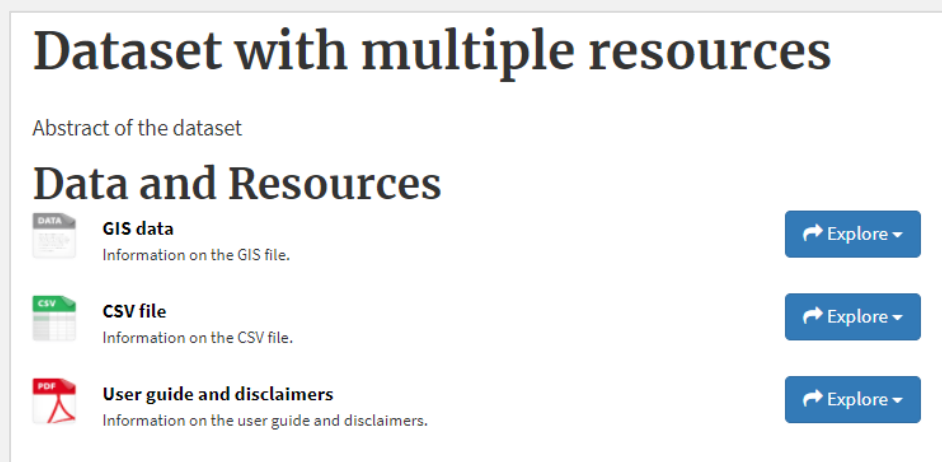 Dataset with multiple resources
Abstract of the dataset
Data and Resources
DATA
GIS data
Information on the GIS file.
Explore
CSV
CSV file
Information on the CSV file.
Explore
PDF
User guide and disclaimers
Information on the user guide and disclaimers.
Explore